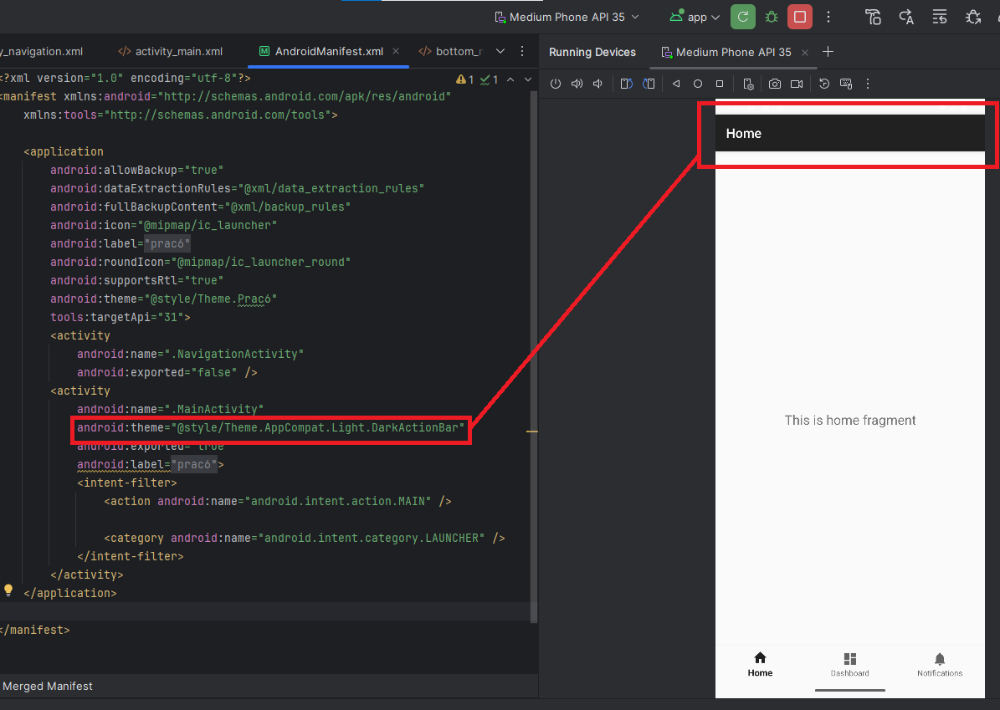 Medium Phone API 35
app
y_navigation.xml
activity_main.xml
AndroidManifest.xml
bottom_n
Running Devices
Medium Phone API 35
<?xml version="1.0" encoding="utf-8"?>
1
1
<manifest xmlns:android="http://schemas.android.com/apk/res/android"
xmlns:tools="http://schemas.android.com/tools">
<application
android:allowBackup="true"
android:dataExtractionRules="@xml/data_extraction_rules"
android:fullBackupContent="@xml/backup_rules"
android:icon="@mipmap/ic_launcher"
android:label="prac6"
android:roundIcon="@mipmap/ic_launcher_round"
android:supportsRtl="true"
android:theme="@style/Theme.Prac6"
tools:targetApi="31">
<activity
android:name=".NavigationActivity"
android:exported="false" />
<activity
android:name=".MainActivity"
android:theme="@style/Theme.AppCompat.Light.DarkActionBar"
android:exported="true"
android:label="prac6">
<intent-filter>
<action android:name="android.intent.action.MAIN" />
<category android:name="android.intent.category.LAUNCHER" />
</intent-filter>
</activity>
</application>
</manifest>
Merged Manifest
Home
This is home fragment
Home
Dashboard
Notifications